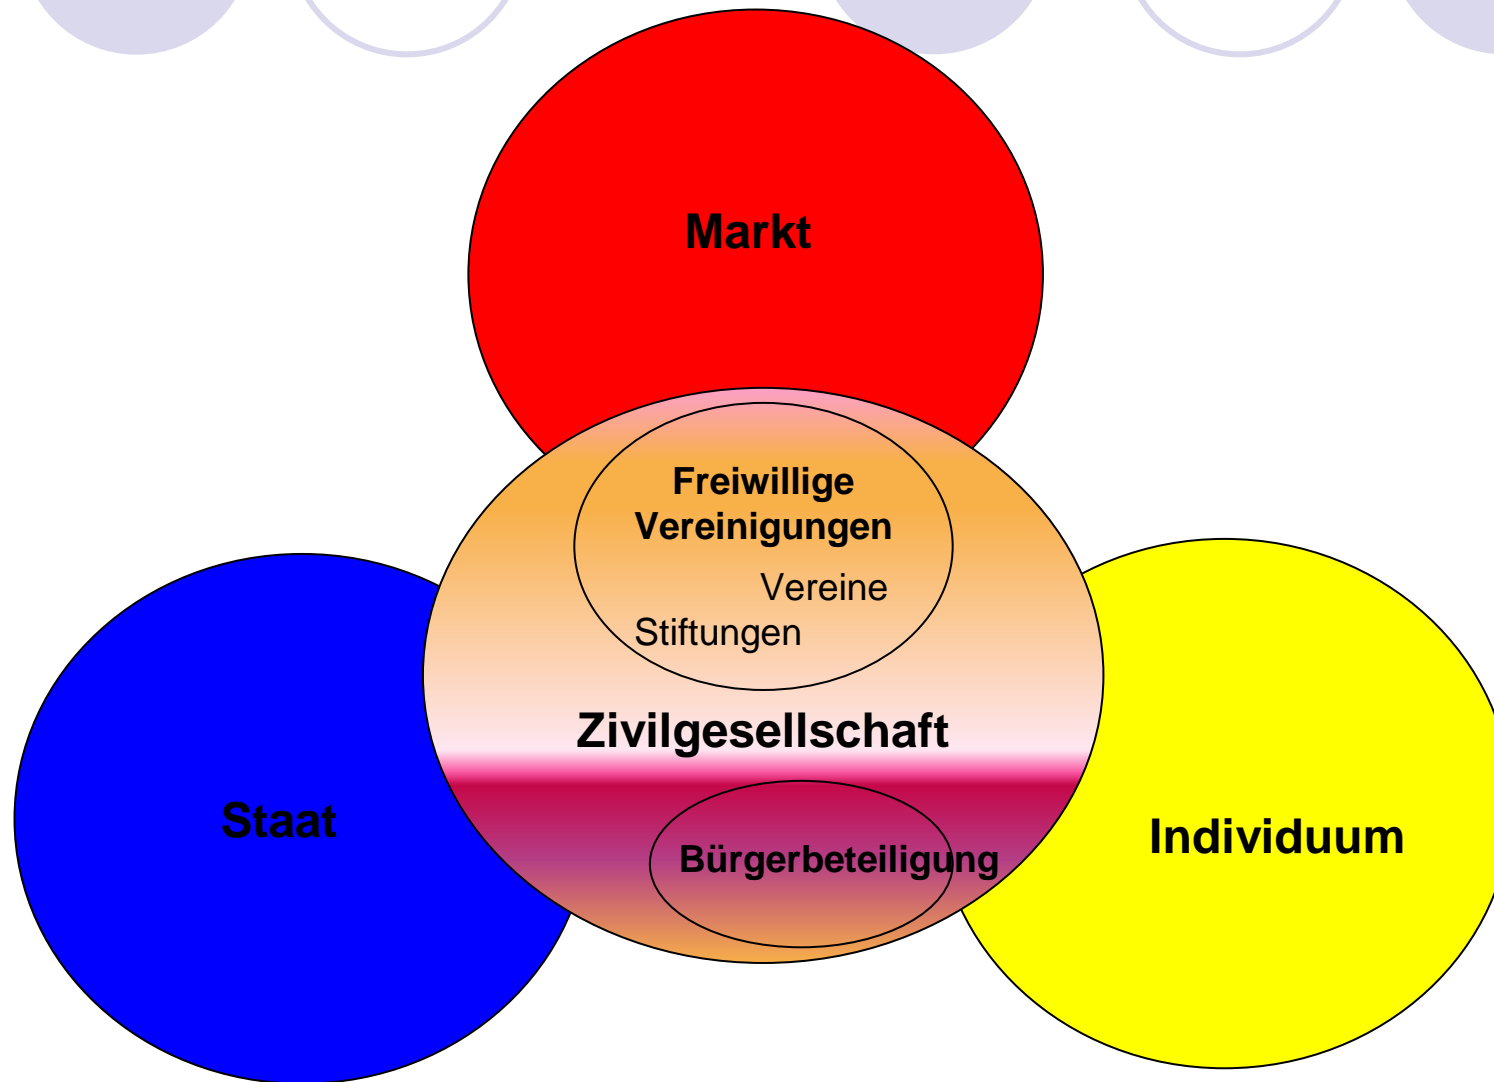 Markt
Freiwillige
Vereinigungen
Vereine
Stiftungen
Zivilgesellschaft
Staat
Individuum
Bürgerbeteiligung